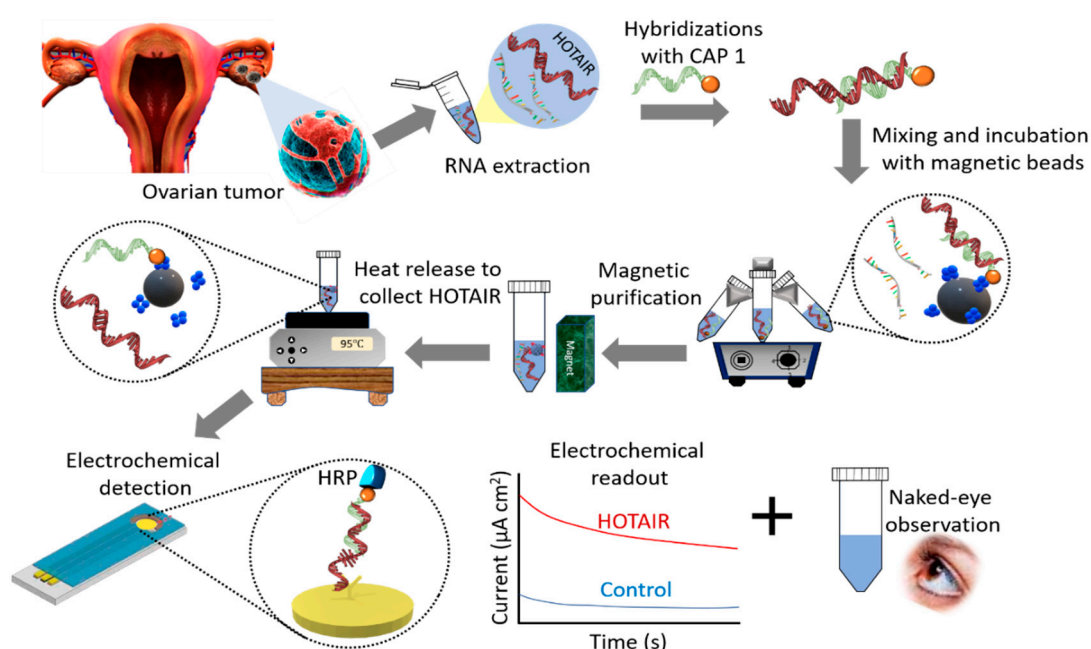 HOTAIR
Hybridizations
with CAP 1
RNA extraction
Ovarian tumor
Mixing and incubation
with magnetic beads
Heat release to
collect HOTAIR
Magnetic
purification
95°C
Magnet
Electrochemical
detection
HRP
Electrochemical
readout
HOTAIR
Control
Current (µA cm²)
Time (s)
+
Naked-eye
observation